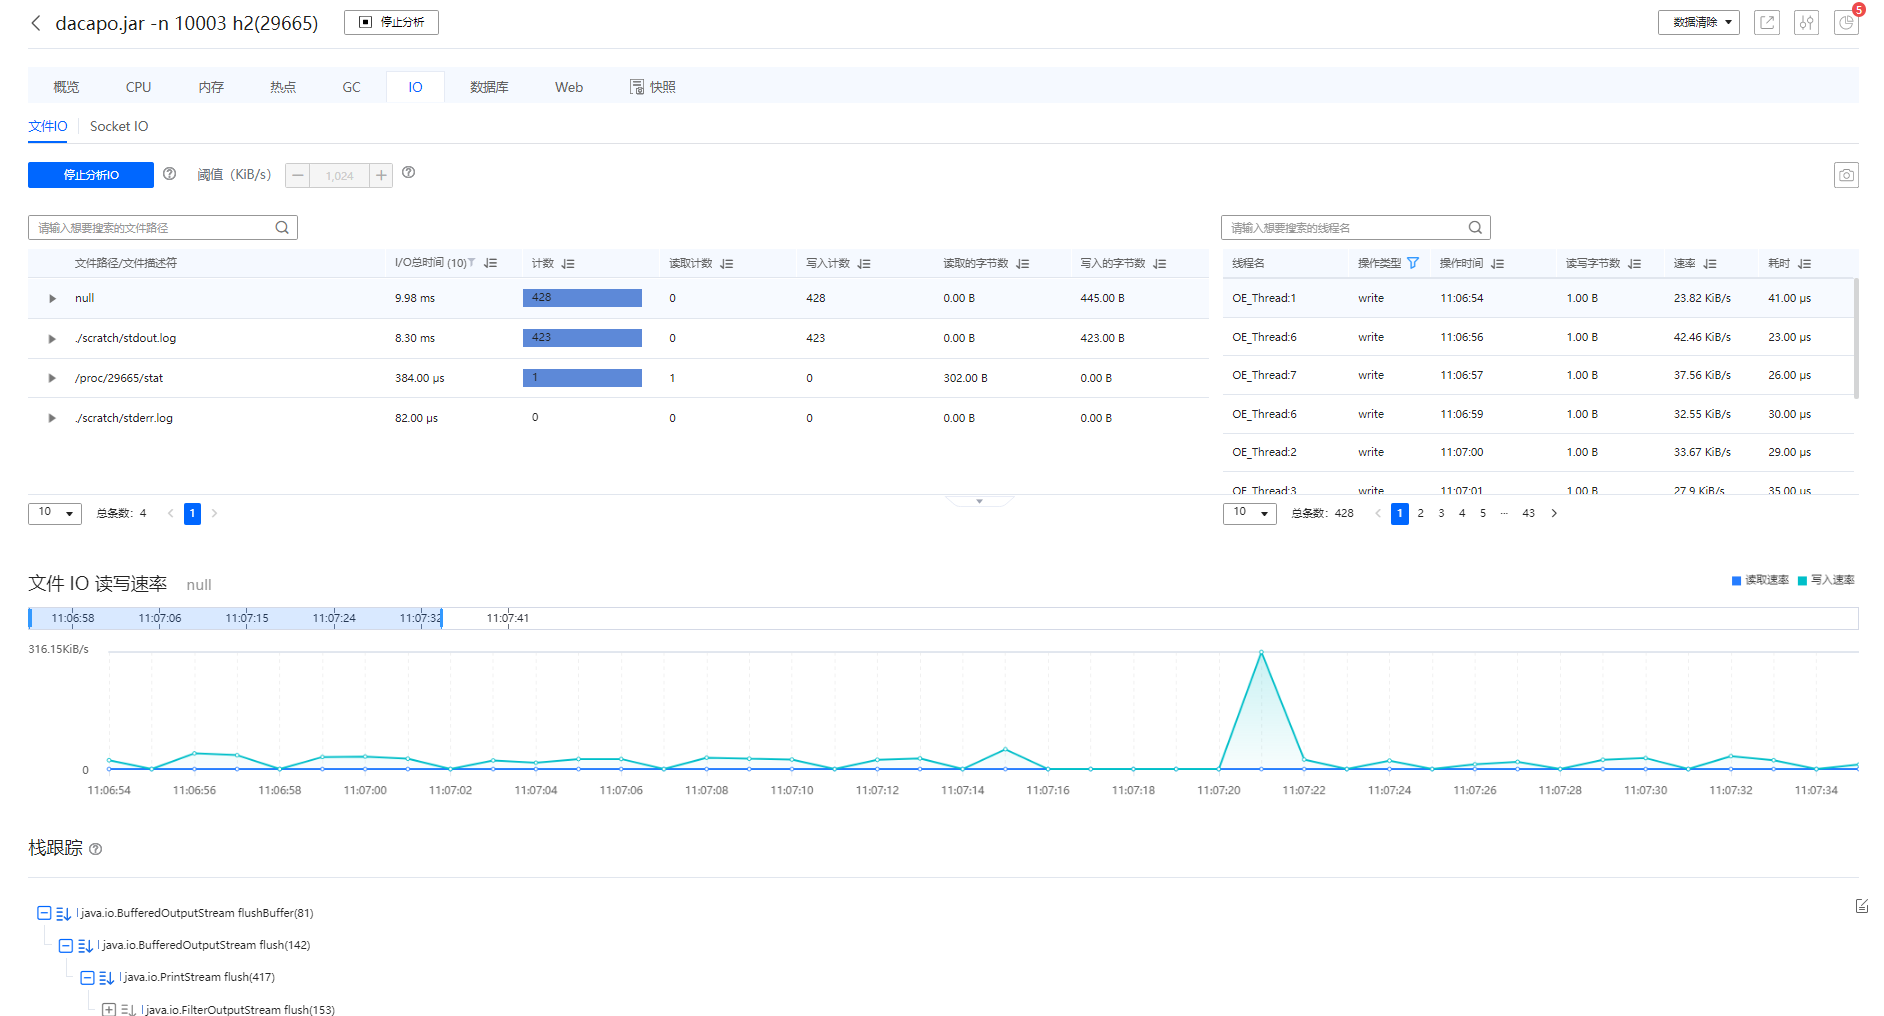 dacapo.jar -n 10003 h2(29665) 停止分析 数据清除 5
概览 CPU 内存 热点 GC IO 数据库 Web 快照
文件IO Socket IO
停止分析IO 阈值（KiB/s） 1,024
请输入想要搜索的文件路径 请输入想要搜索的线程名
文件路径/文件描述符 I/O总时间 (10) 计数 读取计数 写入计数 读取的字节数 写入的字节数
null 9.98 ms 428 0 428 0.00 B 445.00 B
./scratch/stdout.log 8.30 ms 423 0 423 0.00 B 423.00 B
/proc/29665/stat 384.00 μs 1 1 0 302.00 B 0.00 B
./scratch/stderr.log 82.00 μs 0 0 0 0.00 B 0.00 B
10 总条数：4 1
线程名 操作类型 操作时间 读写字节数 速率 耗时
OE_Thread:1 write 11:06:54 1.00 B 23.82 KiB/s 41.00 μs
OE_Thread:6 write 11:06:56 1.00 B 42.46 KiB/s 23.00 μs
OE_Thread:7 write 11:06:57 1.00 B 37.56 KiB/s 26.00 μs
OE_Thread:6 write 11:06:59 1.00 B 32.55 KiB/s 30.00 μs
OE_Thread:2 write 11:07:00 1.00 B 33.67 KiB/s 29.00 μs
OE_Thread:3 write 11:07:01 1.00 B 27.9 KiB/s 35.00 μs
10 总条数：428 1 2 3 4 5 ... 43
文件 IO 读写速率 null 读取速率 写入速率
11:06:58 11:07:06 11:07:15 11:07:24 11:07:32 11:07:41
316.15KiB/s
0
11:06:54 11:06:56 11:06:58 11:07:00 11:07:02 11:07:04 11:07:06 11:07:08 11:07:10 11:07:12 11:07:14 11:07:16 11:07:18 11:07:20 11:07:22 11:07:24 11:07:26 11:07:28 11:07:30 11:07:32 11:07:34
栈跟踪
java.io.BufferedOutputStream flushBuffer(81)
java.io.BufferedOutputStream flush(142)
java.io.PrintStream flush(417)
java.io.FilterOutputStream flush(153)